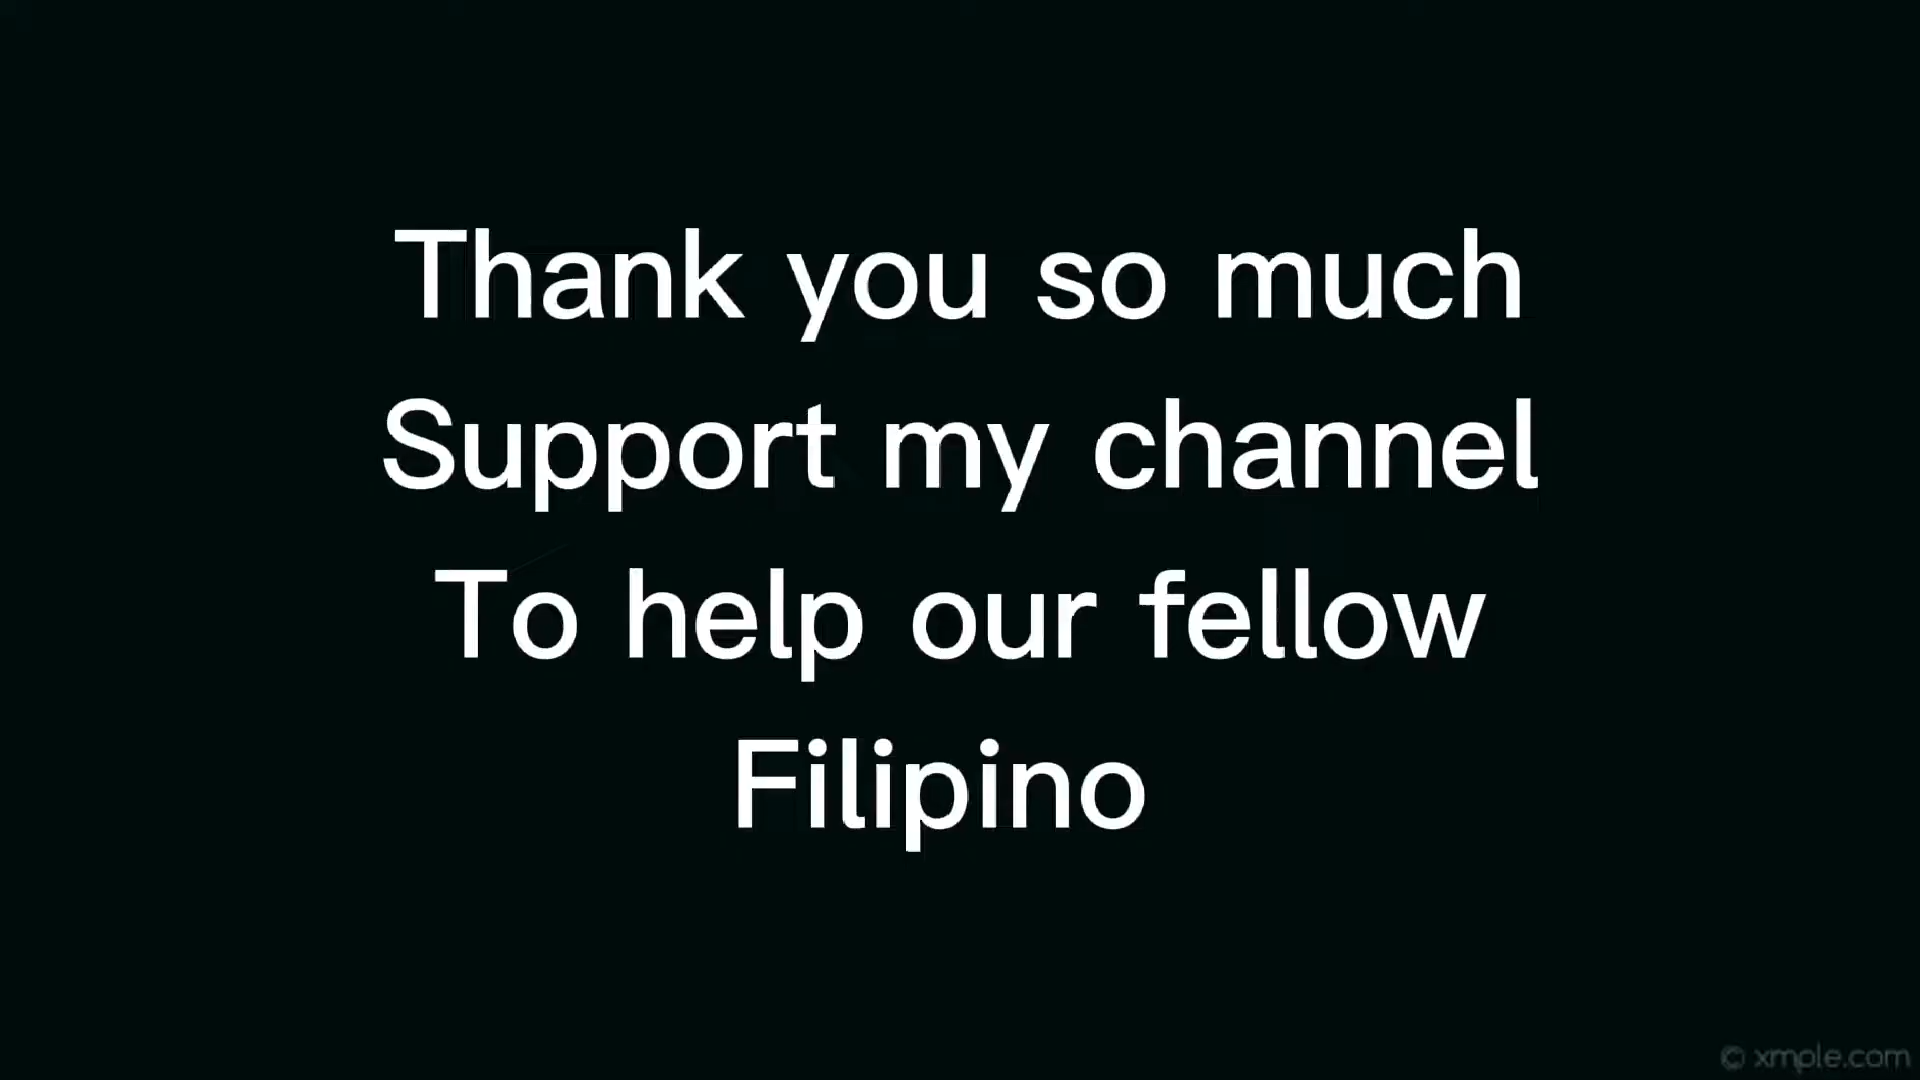 Thank you so much
Support my channel
To help our fellow
Filipino
© xmple.com